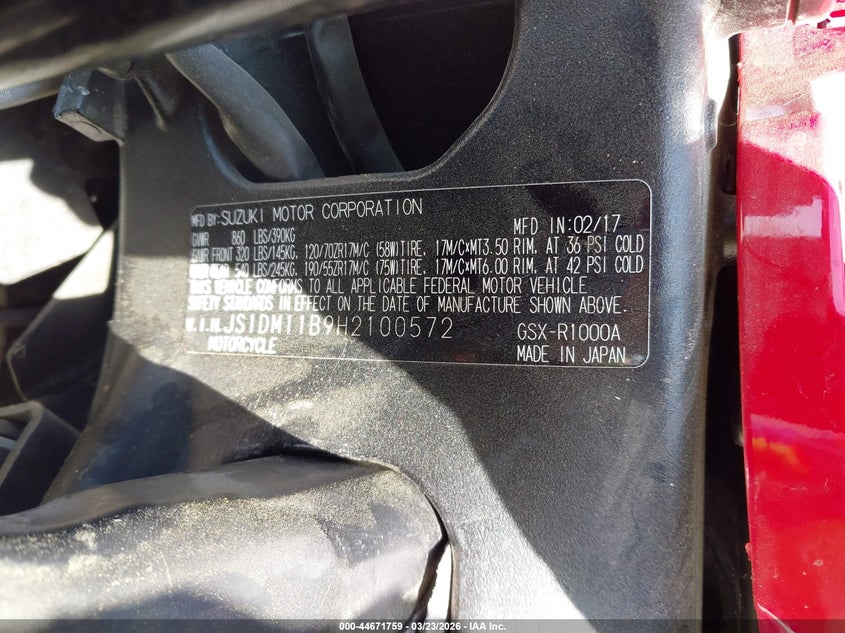 MFD BY:SUZUKI MOTOR CORPORATION MFD IN:02/17
GVWR 860 LBS/390KG
GAWR FRONT 320 LBS/145KG. 120/70ZR17M/C (58W)TIRE, 17M/C×MT3.50 RIM, AT 36 PSI COLD
GAWR REAR 540 LBS/245KG. 190/55ZR17M/C (75W)TIRE, 17M/C×MT6.00 RIM, AT 42 PSI COLD
THIS VEHICLE CONFORMS TO ALL APPLICABLE FEDERAL MOTOR VEHICLE
SAFETY STANDARDS IN EFFECT ON THE DATE OF MANUFACTURE SHOWN ABOVE.
V.I.N. JS1DM11B9H2100572 GSX-R1000A
MOTORCYCLE MADE IN JAPAN
000-44671759 - 03/23/2026 - IAA Inc.